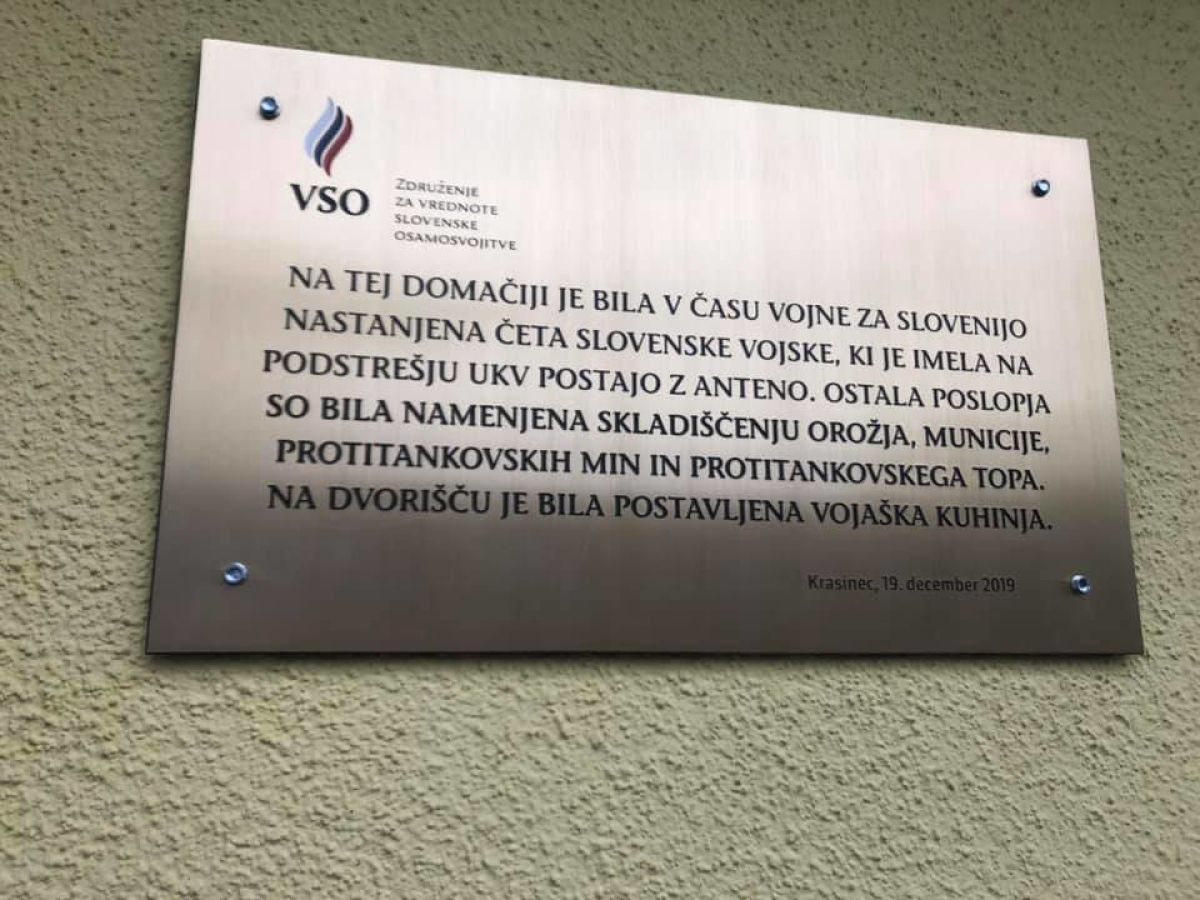 VSO
ZDRUŽENJE
ZA VREDNOTE
SLOVENSKE
OSAMOSVOJITVE
NA TEJ DOMAČIJI JE BILA V ČASU VOJNE ZA SLOVENIJO
NASTANJENA ČETA SLOVENSKE VOJSKE, KI JE IMELA NA
PODSTREŠJU UKV POSTAJO Z ANTENO. OSTALA POSLOPJA
SO BILA NAMENJENA SKLADIŠČENJU OROŽJA, MUNICIJE,
PROTITANKOVSKIH MIN IN PROTITANKOVSKEGA TOPA.
NA DVORIŠČU JE BILA POSTAVLJENA VOJAŠKA KUHINJA.
Krasinec, 19. december 2019